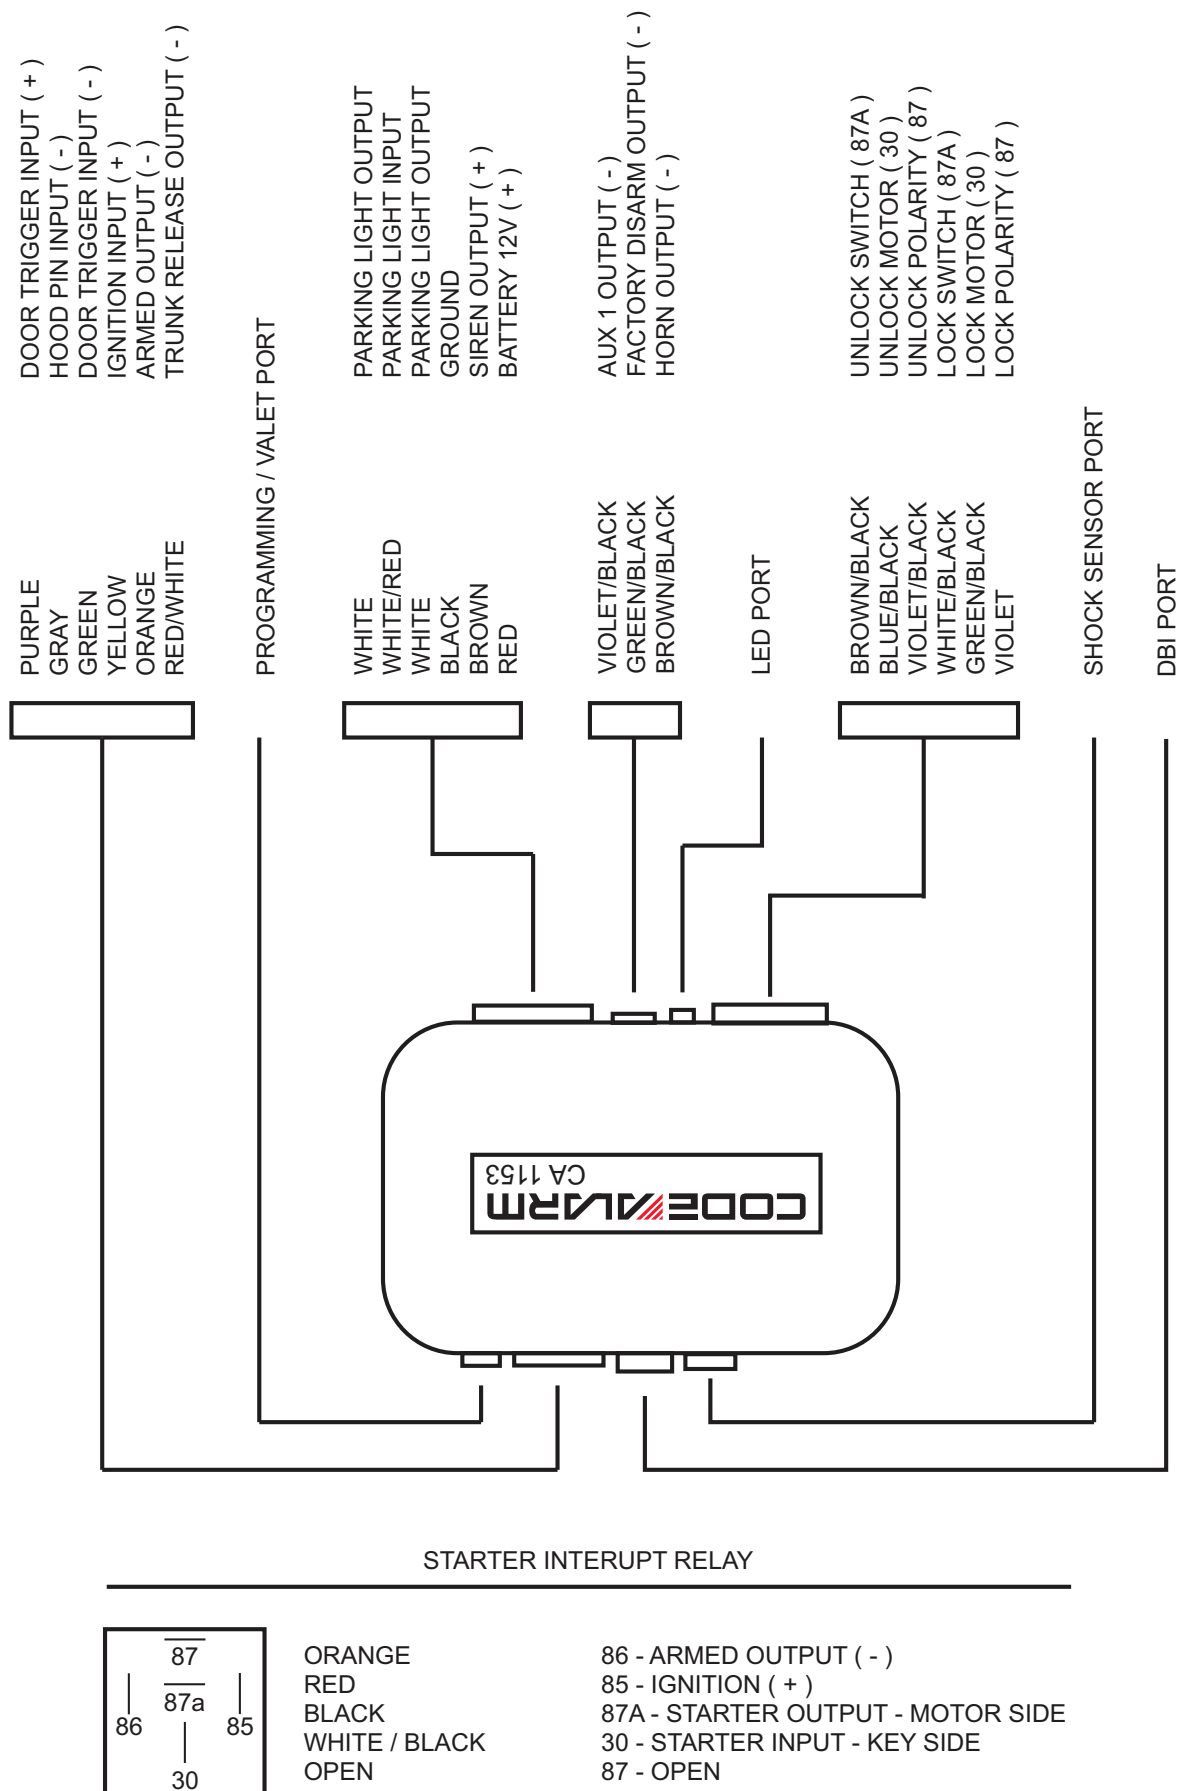 DOOR TRIGGER INPUT ( + )
HOOD PIN INPUT ( - )
DOOR TRIGGER INPUT ( - )
IGNITION INPUT ( + )
ARMED OUTPUT ( - )
TRUNK RELEASE OUTPUT ( - )
PURPLE
GRAY
GREEN
YELLOW
ORANGE
RED/WHITE
PROGRAMMING / VALET PORT
PARKING LIGHT OUTPUT
PARKING LIGHT INPUT
PARKING LIGHT OUTPUT
GROUND
SIREN OUTPUT ( + )
BATTERY 12V ( + )
WHITE
WHITE/RED
WHITE
BLACK
BROWN
RED
AUX 1 OUTPUT ( - )
FACTORY DISARM OUTPUT ( - )
HORN OUTPUT ( - )
VIOLET/BLACK
GREEN/BLACK
BROWN/BLACK
LED PORT
UNLOCK SWITCH ( 87A )
UNLOCK MOTOR ( 30 )
UNLOCK POLARITY ( 87 )
LOCK SWITCH ( 87A )
LOCK MOTOR ( 30 )
LOCK POLARITY ( 87 )
BROWN/BLACK
BLUE/BLACK
VIOLET/BLACK
WHITE/BLACK
GREEN/BLACK
VIOLET
SHOCK SENSOR PORT
DBI PORT
CODE ALARM
CA 1153
STARTER INTERUPT RELAY
87
87a
86
85
30
ORANGE
RED
BLACK
WHITE / BLACK
OPEN
86 - ARMED OUTPUT ( - )
85 - IGNITION ( + )
87A - STARTER OUTPUT - MOTOR SIDE
30 - STARTER INPUT - KEY SIDE
87 - OPEN